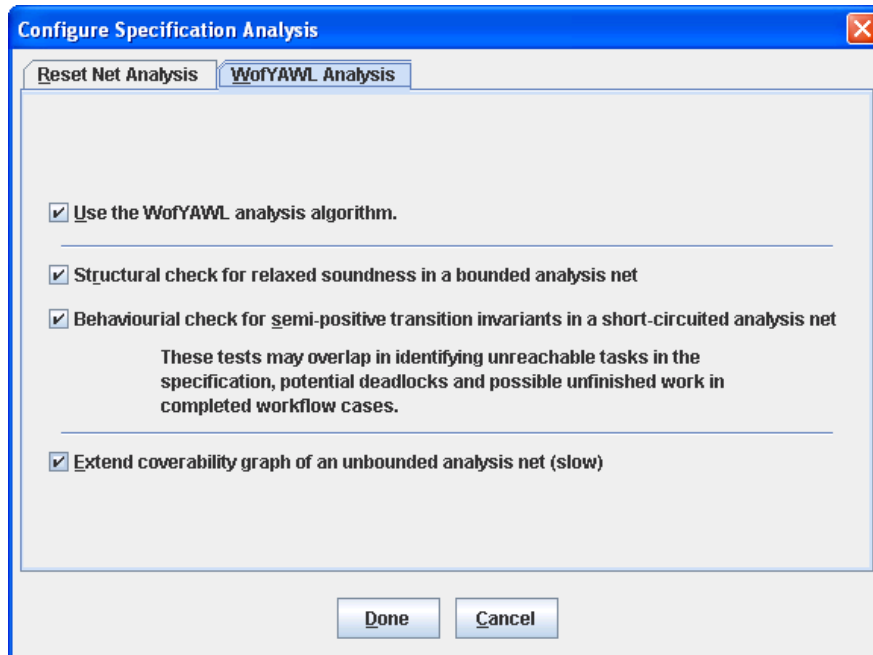 Configure Specification Analysis
Reset Net Analysis WofYAWL Analysis
Use the WofYAWL analysis algorithm.
Structural check for relaxed soundness in a bounded analysis net
Behaviourial check for semi-positive transition invariants in a short-circuited analysis net
These tests may overlap in identifying unreachable tasks in the
specification, potential deadlocks and possible unfinished work in
completed workflow cases.
Extend coverability graph of an unbounded analysis net (slow)
Done Cancel